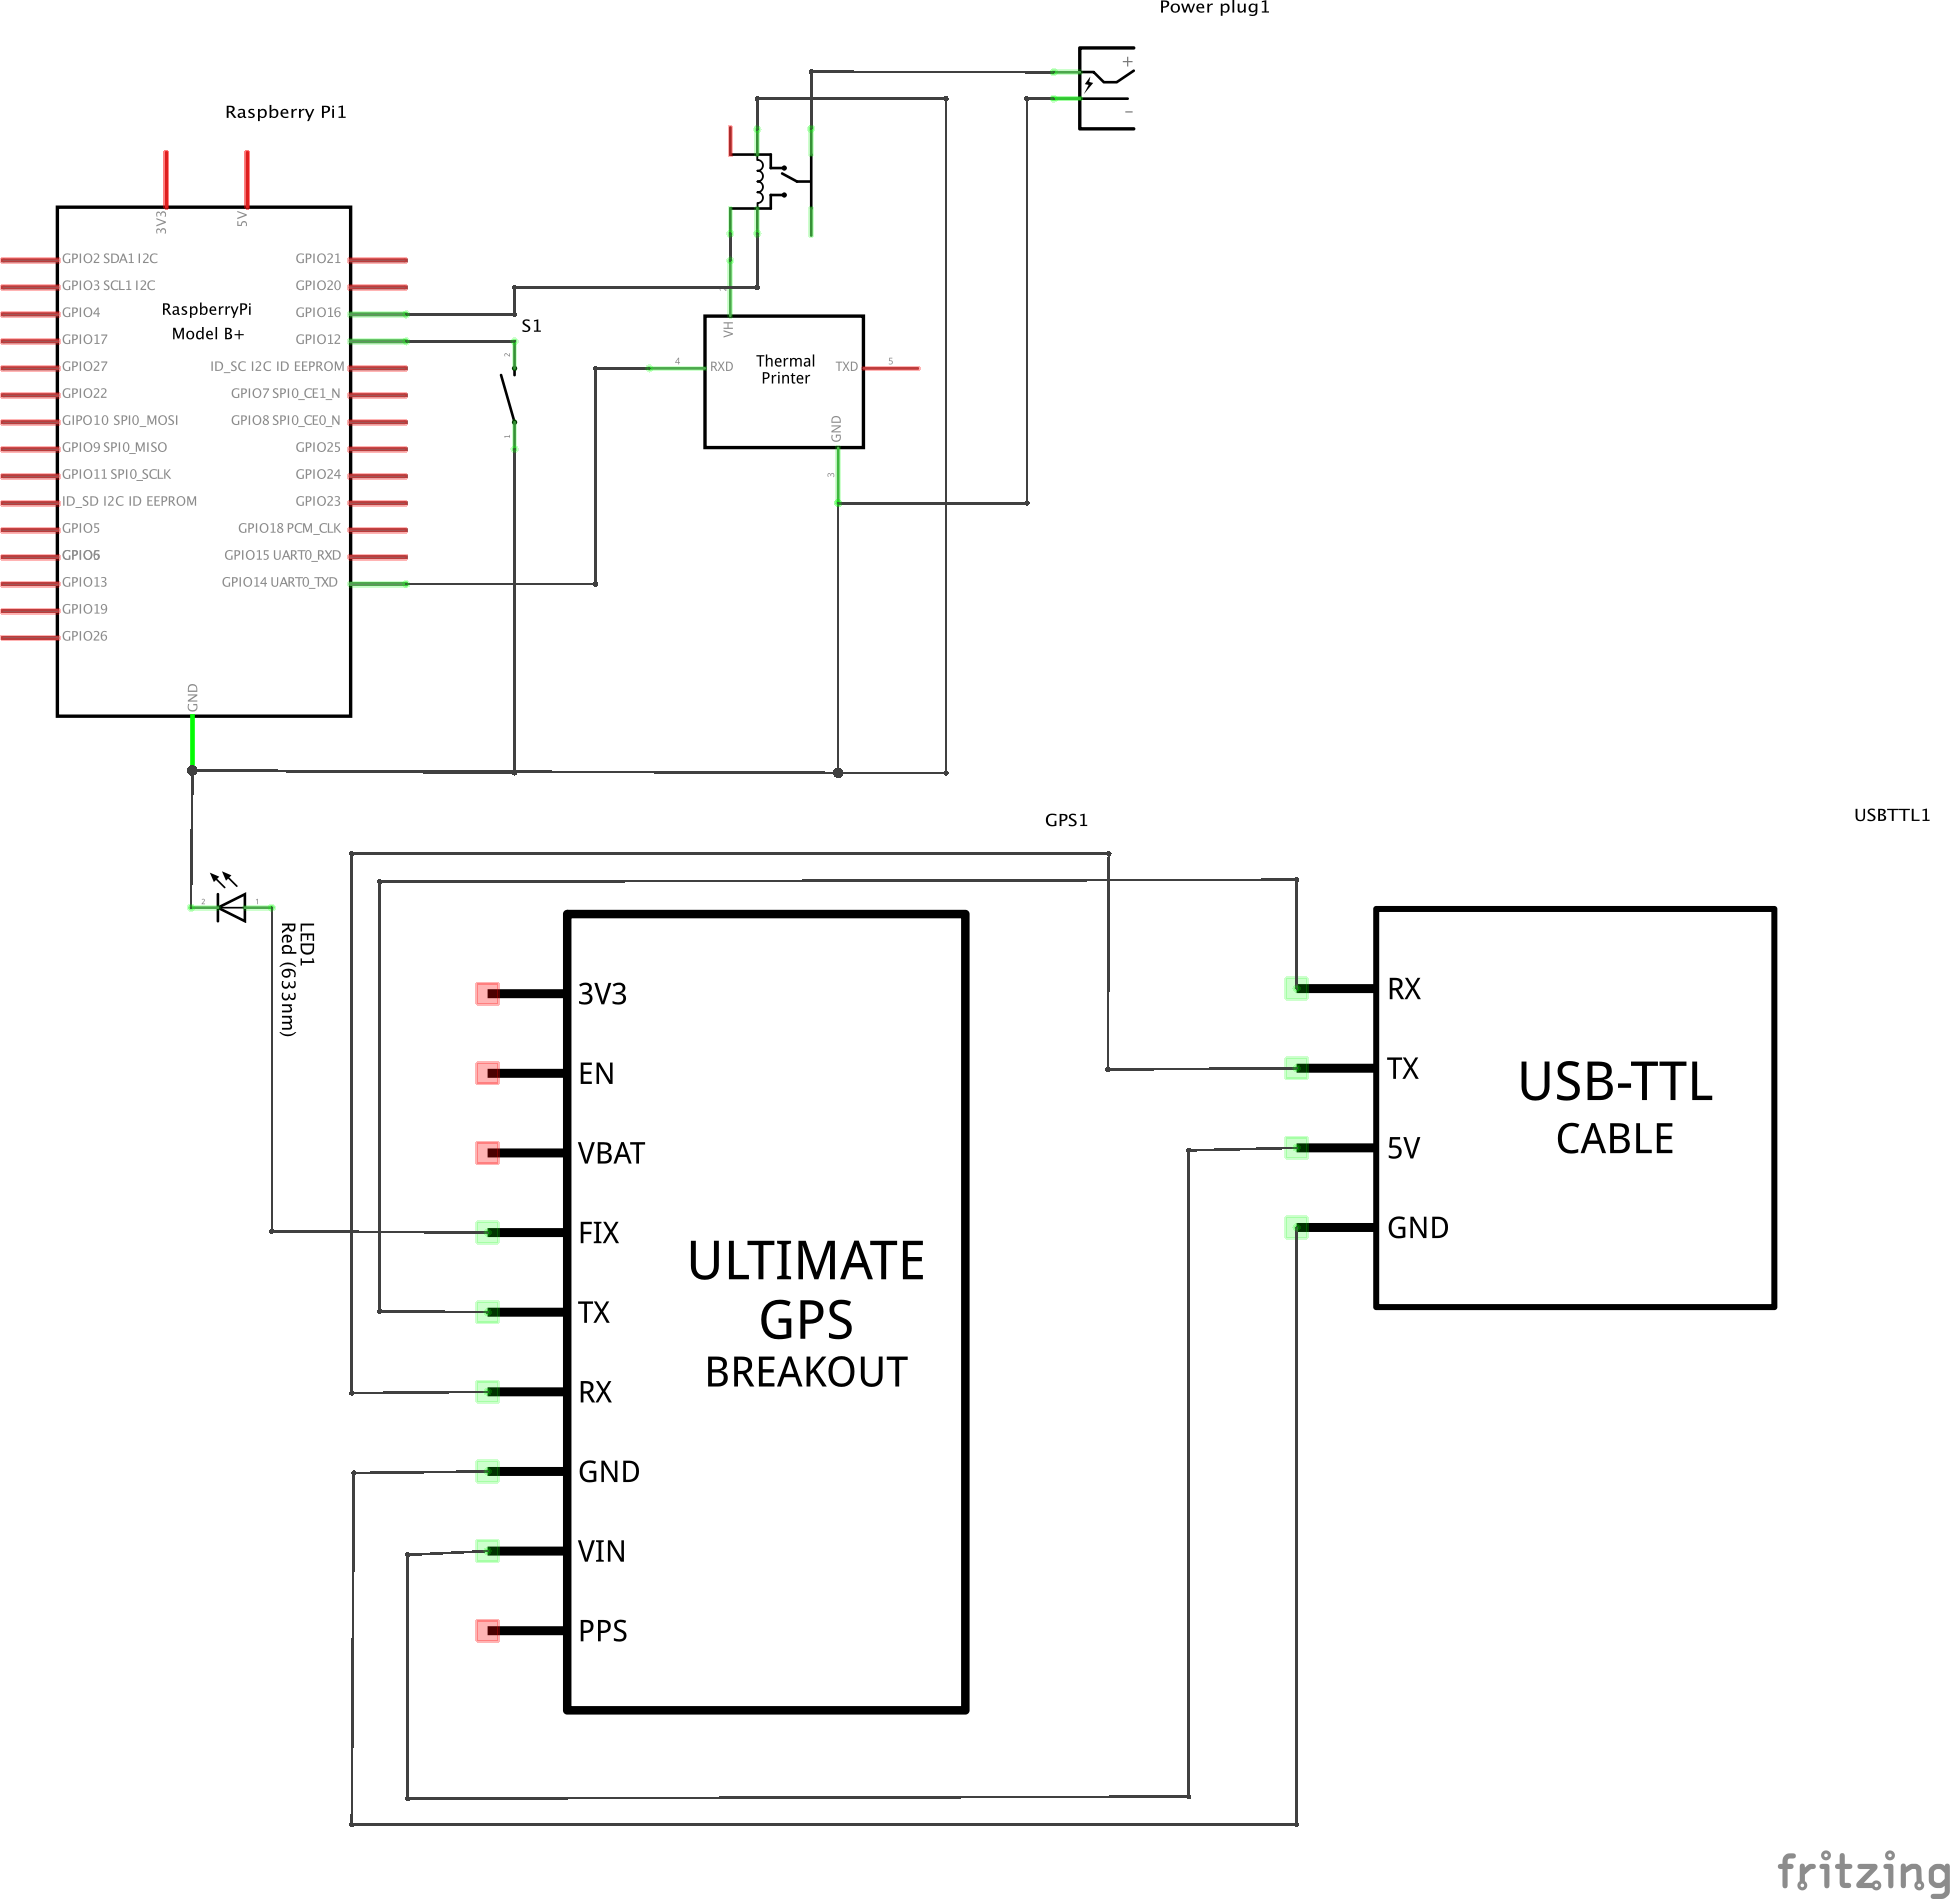 Power plug1
+
−
Raspberry Pi1
3V3
5V
GPIO2 SDA1 I2C
GPIO3 SCL1 I2C
GPIO4
GPIO17
GPIO27
GPIO22
GIPO10 SPI0_MOSI
GPIO9 SPI0_MISO
GPIO11 SPI0_SCLK
ID_SD I2C ID EEPROM
GPIO5
GPIO6
GPIO13
GPIO19
GPIO26
RaspberryPi
Model B+
GPIO21
GPIO20
GPIO16
GPIO12
ID_SC I2C ID EEPROM
GPIO7 SPI0_CE1_N
GPIO8 SPI0_CE0_N
GPIO25
GPIO24
GPIO23
GPIO18 PCM_CLK
GPIO15 UART0_RXD
GPIO14 UART0_TXD
GND
S1
2
1
VH
4
RXD
Thermal
Printer
TXD
5
GND
3
2
1
LED1
Red (633nm)
GPS1
3V3
EN
VBAT
FIX
TX
RX
GND
VIN
PPS
ULTIMATE
GPS
BREAKOUT
USBTTL1
RX
TX
5V
GND
USB-TTL
CABLE
fritzing